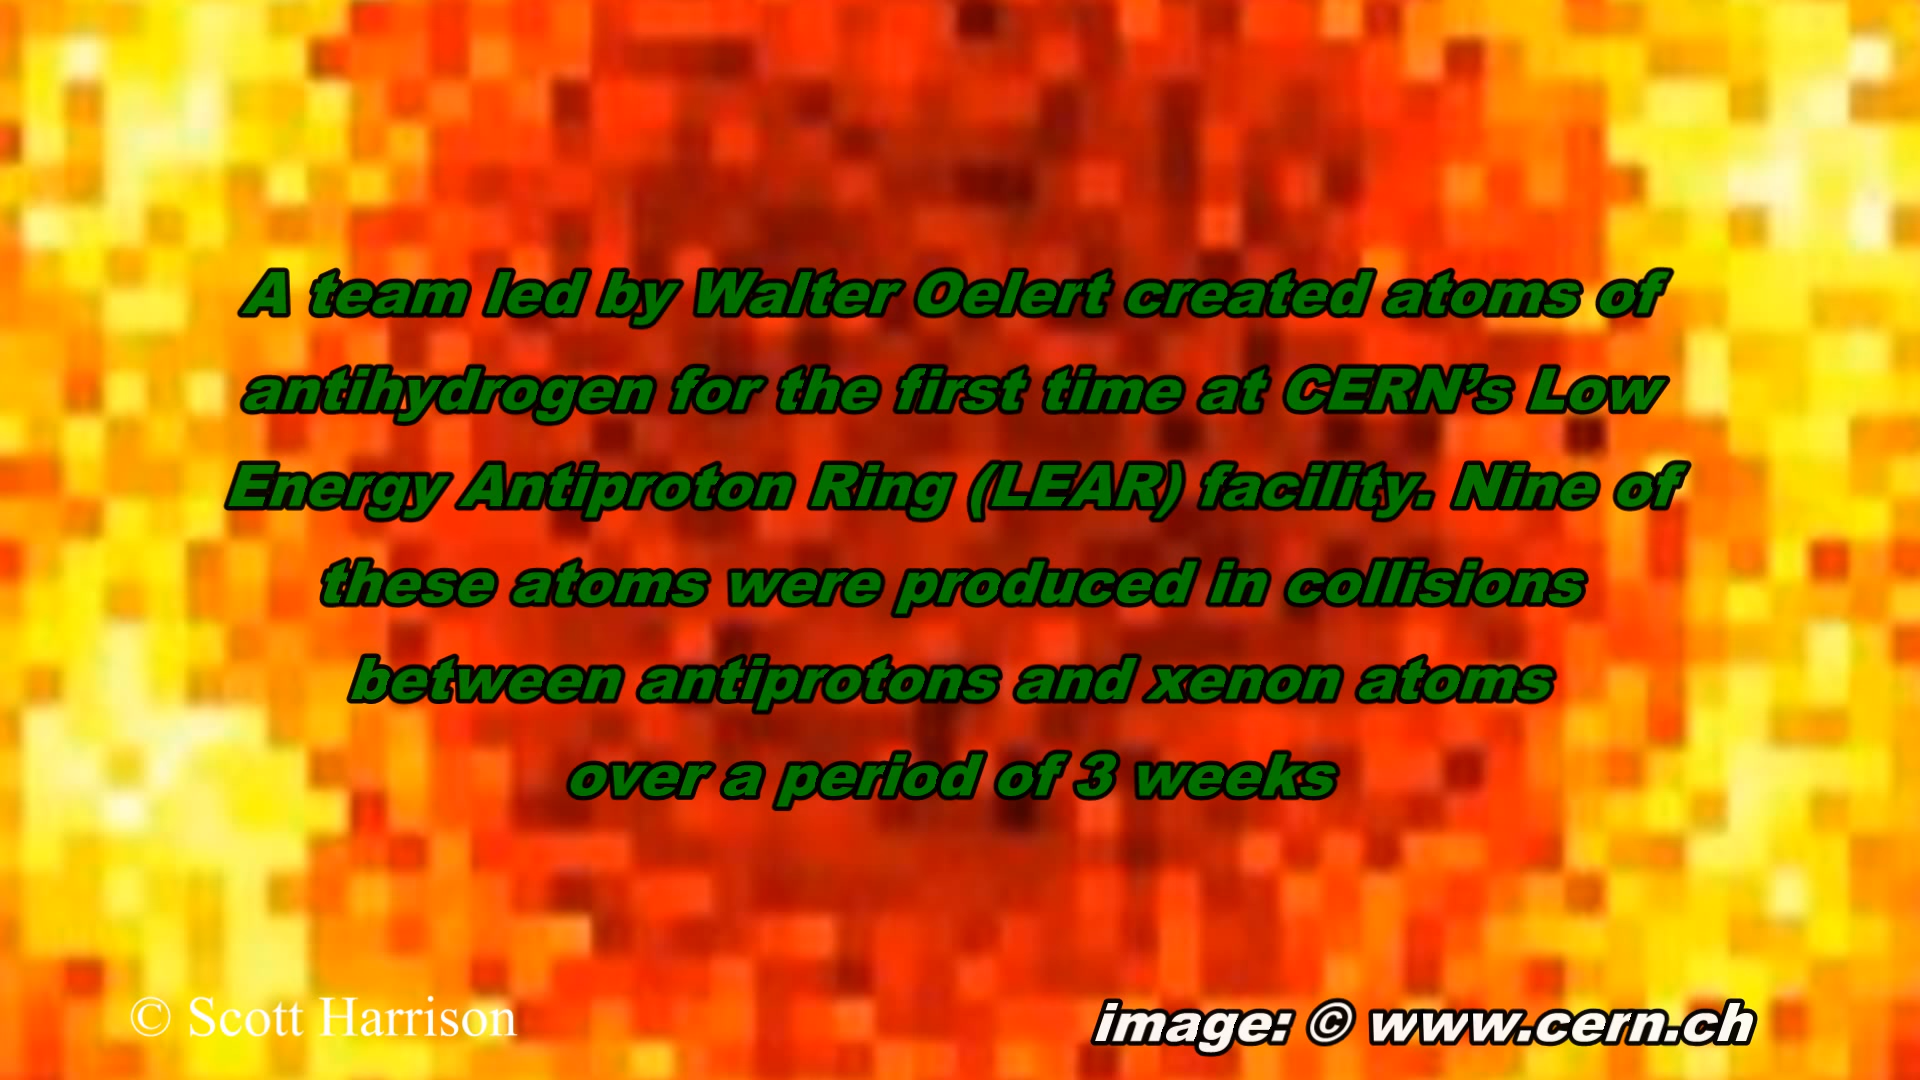 A team led by Walter Oelert created atoms of
antihydrogen for the first time at CERN’s Low
Energy Antiproton Ring (LEAR) facility. Nine of
these atoms were produced in collisions
between antiprotons and xenon atoms
over a period of 3 weeks
© Scott Harrison
image: © www.cern.ch